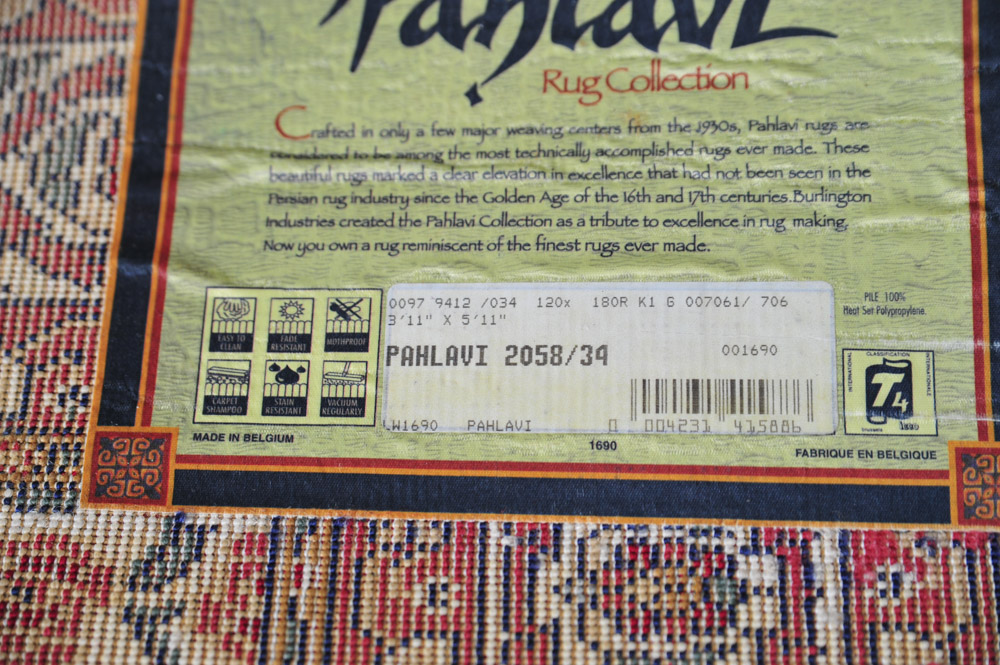 Pahlavi
Rug Collection
Crafted in only a few major weaving centers from the 1930s, Pahlavi rugs are
considered to be among the most technically accomplished rugs ever made. These
beautiful rugs marked a clear elevation in excellence that had not been seen in the
Persian rug industry since the Golden Age of the 16th and 17th centuries. Burlington
Industries created the Pahlavi Collection as a tribute to excellence in rug making.
Now you own a rug reminiscent of the finest rugs ever made.
EASY TO CLEAN
FADE RESISTANT
MOTHPROOF
CARPET SHAMPOO
STAIN RESISTANT
VACUUM REGULARLY
MADE IN BELGIUM
0097 9412 /034 120x 180R K1 G 007061/ 706
3'11" X 5'11"
PAHLAVI 2058/34
001690
LW1690 PAHLAVI
0 004231 415886
1690
PILE 100%
Heat Set Polypropylene.
CLASSIFICATION
INTERNATIONAL
T4
1690
FABRIQUE EN BELGIQUE